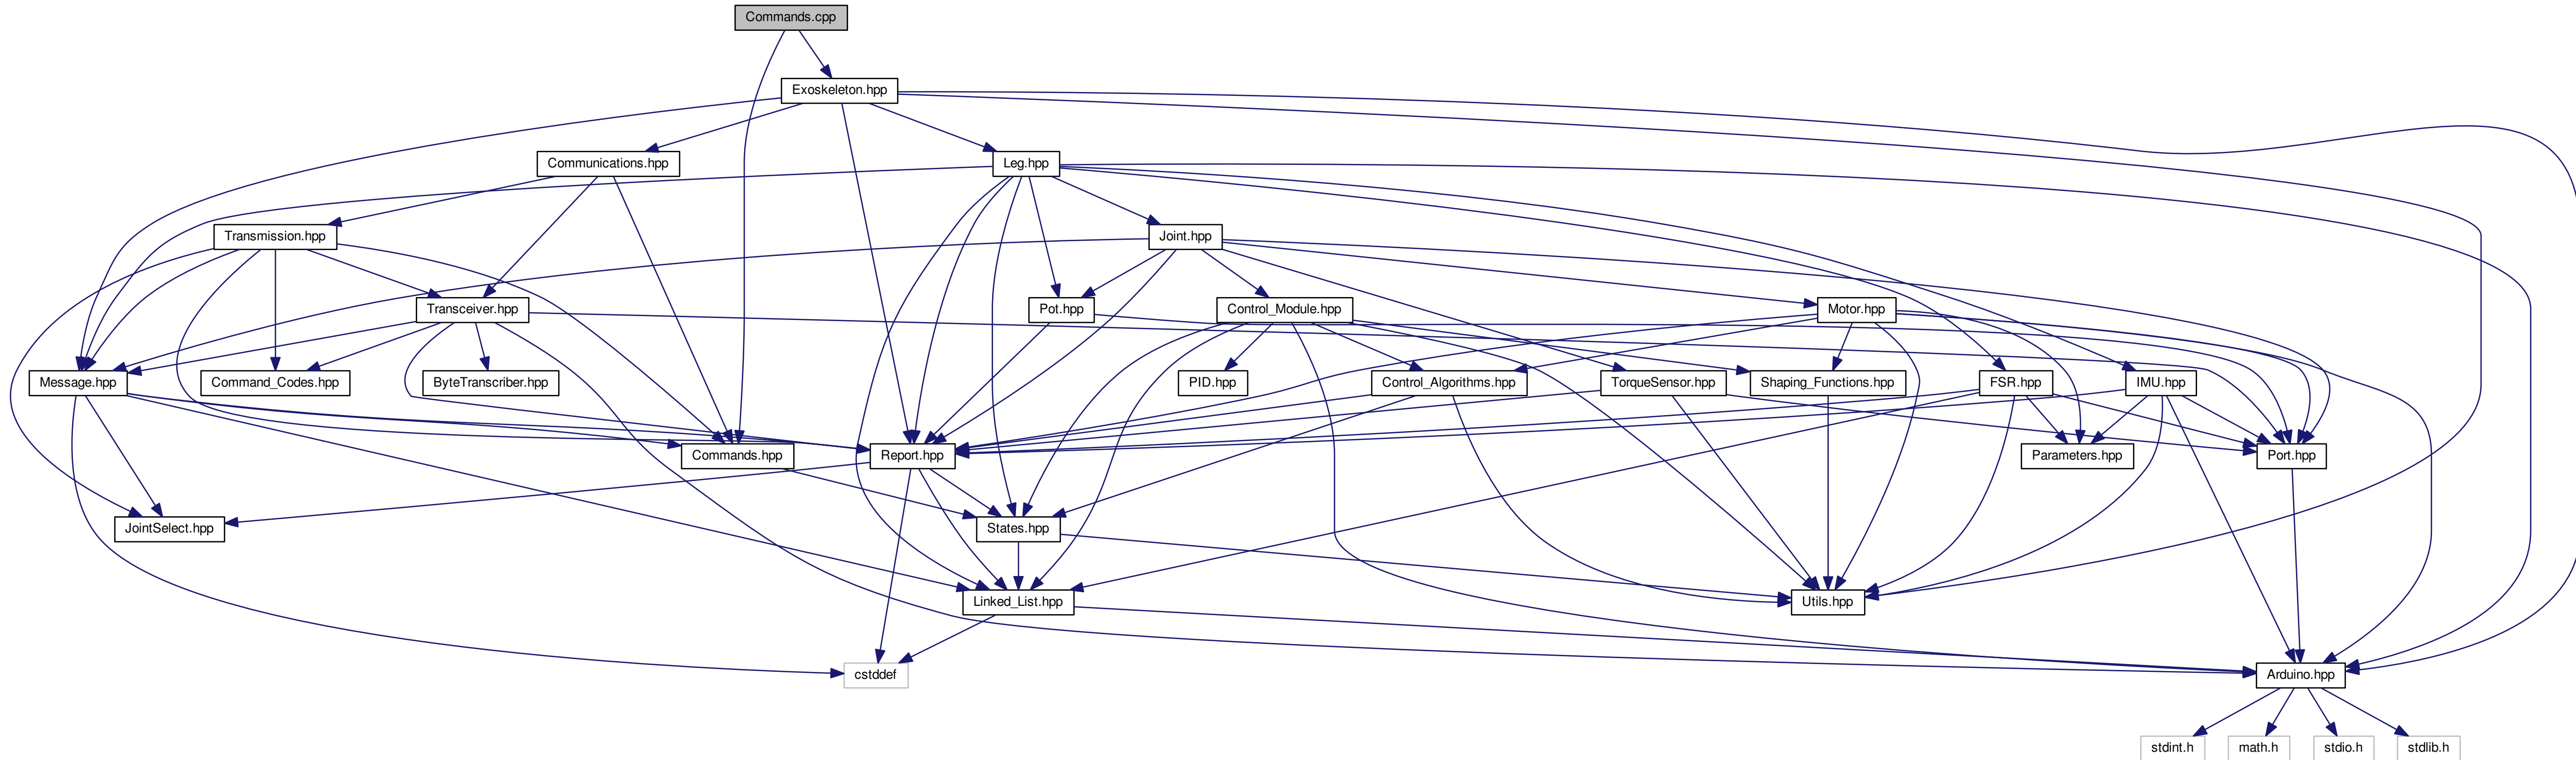 Commands.cpp
Exoskeleton.hpp
Communications.hpp
Leg.hpp
Transmission.hpp
Joint.hpp
Transceiver.hpp
Pot.hpp
Control_Module.hpp
Motor.hpp
Message.hpp
Command_Codes.hpp
ByteTranscriber.hpp
PID.hpp
Control_Algorithms.hpp
TorqueSensor.hpp
Shaping_Functions.hpp
FSR.hpp
IMU.hpp
Commands.hpp
Report.hpp
Parameters.hpp
Port.hpp
JointSelect.hpp
States.hpp
Linked_List.hpp
Utils.hpp
cstddef
Arduino.hpp
stdint.h
math.h
stdio.h
stdlib.h